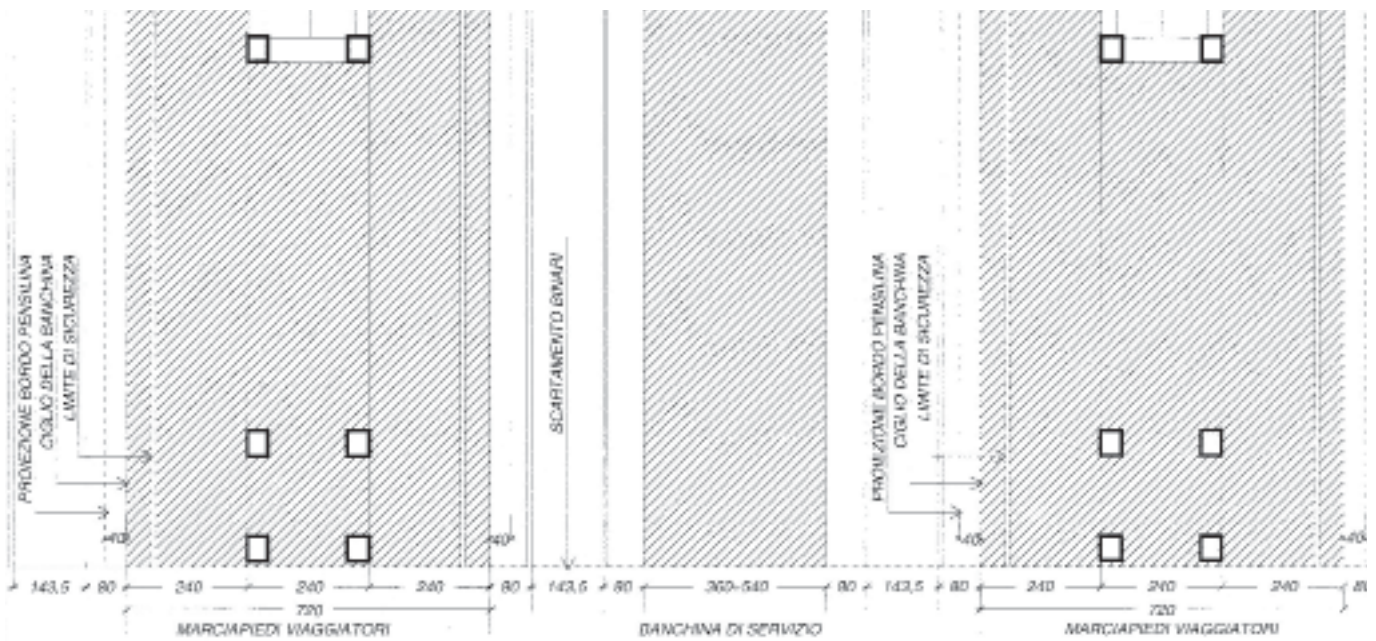 PROIEZIONE BORDO PENSILINA
CIGLIO DELLA BANCHINA
LIMITE DI SICUREZZA
SCARTAMENTO BINARI
PROIEZIONE BORDO PENSILINA
CIGLIO DELLA BANCHINA
LIMITE DI SICUREZZA
40 40 40 40
143,5 80 240 240 240 80 143,5 80 360-540 80 143,5 80 240 240 240
720 720
MARCIAPIEDI VIAGGIATORI BANCHINA DI SERVIZIO MARCIAPIEDI VIAGGIATORI